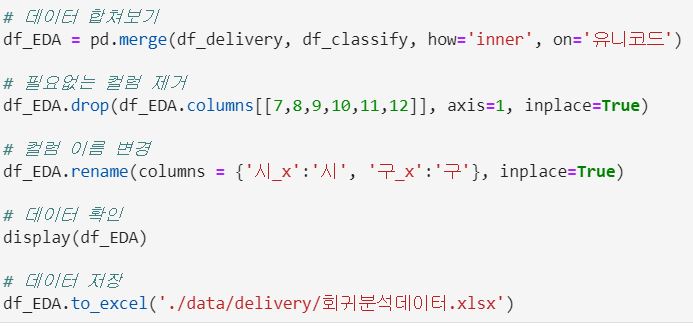 # 데이터 합쳐보기
df_EDA = pd.merge(df_delivery, df_classify, how='inner', on='유니코드')
# 필요없는 컬럼 제거
df_EDA.drop(df_EDA.columns[[7,8,9,10,11,12]], axis=1, inplace=True)
# 컬럼 이름 변경
df_EDA.rename(columns = {'시_x':'시', '구_x':'구'}, inplace=True)
# 데이터 확인
display(df_EDA)
# 데이터 저장
df_EDA.to_excel('./data/delivery/회귀분석데이터.xlsx')